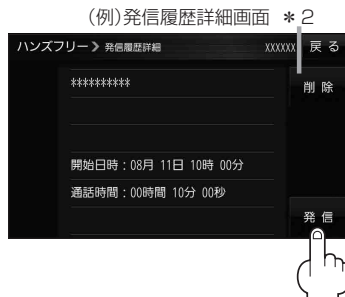 (例)発信履歴詳細画面 *2
ハンズフリー》 発信履歴詳細 XXXXXX 戻 る
********** 削 除
開始日時:08月 11日 10時 00分
通話時間:00時間 10分 00秒
発 信